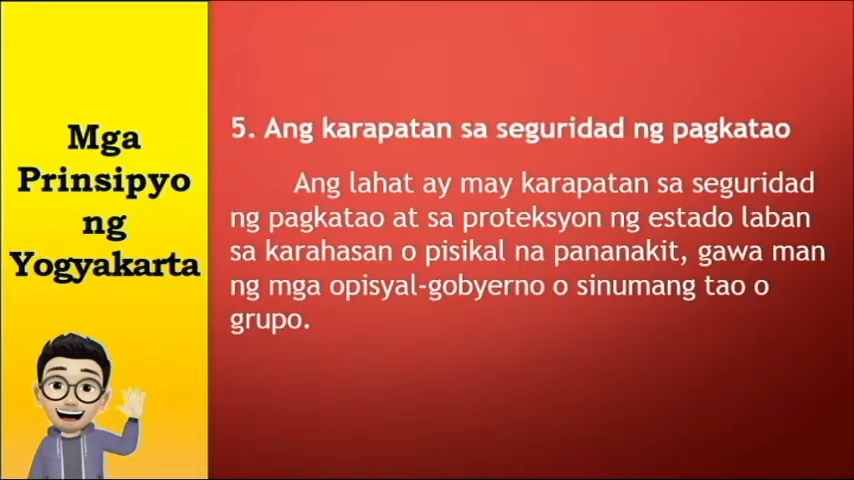 Mga
Prinsipyo
ng
Yogyakarta
5. Ang karapatan sa seguridad ng pagkatao
Ang lahat ay may karapatan sa seguridad
ng pagkatao at sa proteksyon ng estado laban
sa karahasan o pisikal na pananakit, gawa man
ng mga opisyal-gobyerno o sinumang tao o
grupo.